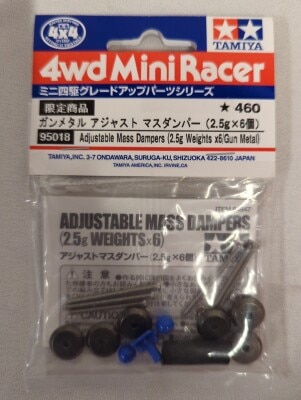 4x4
TAMIYA
4wd Mini Racer
ミニ四駆グレードアップパーツシリーズ
限定商品
★ 460
ガンメタル アジャスト マスダンパー (2.5g×6個)
95018
Adjustable Mass Dampers (2.5g Weights x6/Gun Metal)
TAMIYA,INC. 3-7 ONDAWARA, SURUGA-KU, SHIZUOKA 422-8610 JAPAN
TAMIYA AMERICA, INC. IRVINE, CA
ADJUSTABLE MASS DAMPERS
(2.5g WEIGHTS×6)
アジャストマスダンパー (2.5g×6個)
TAMIYA
注意